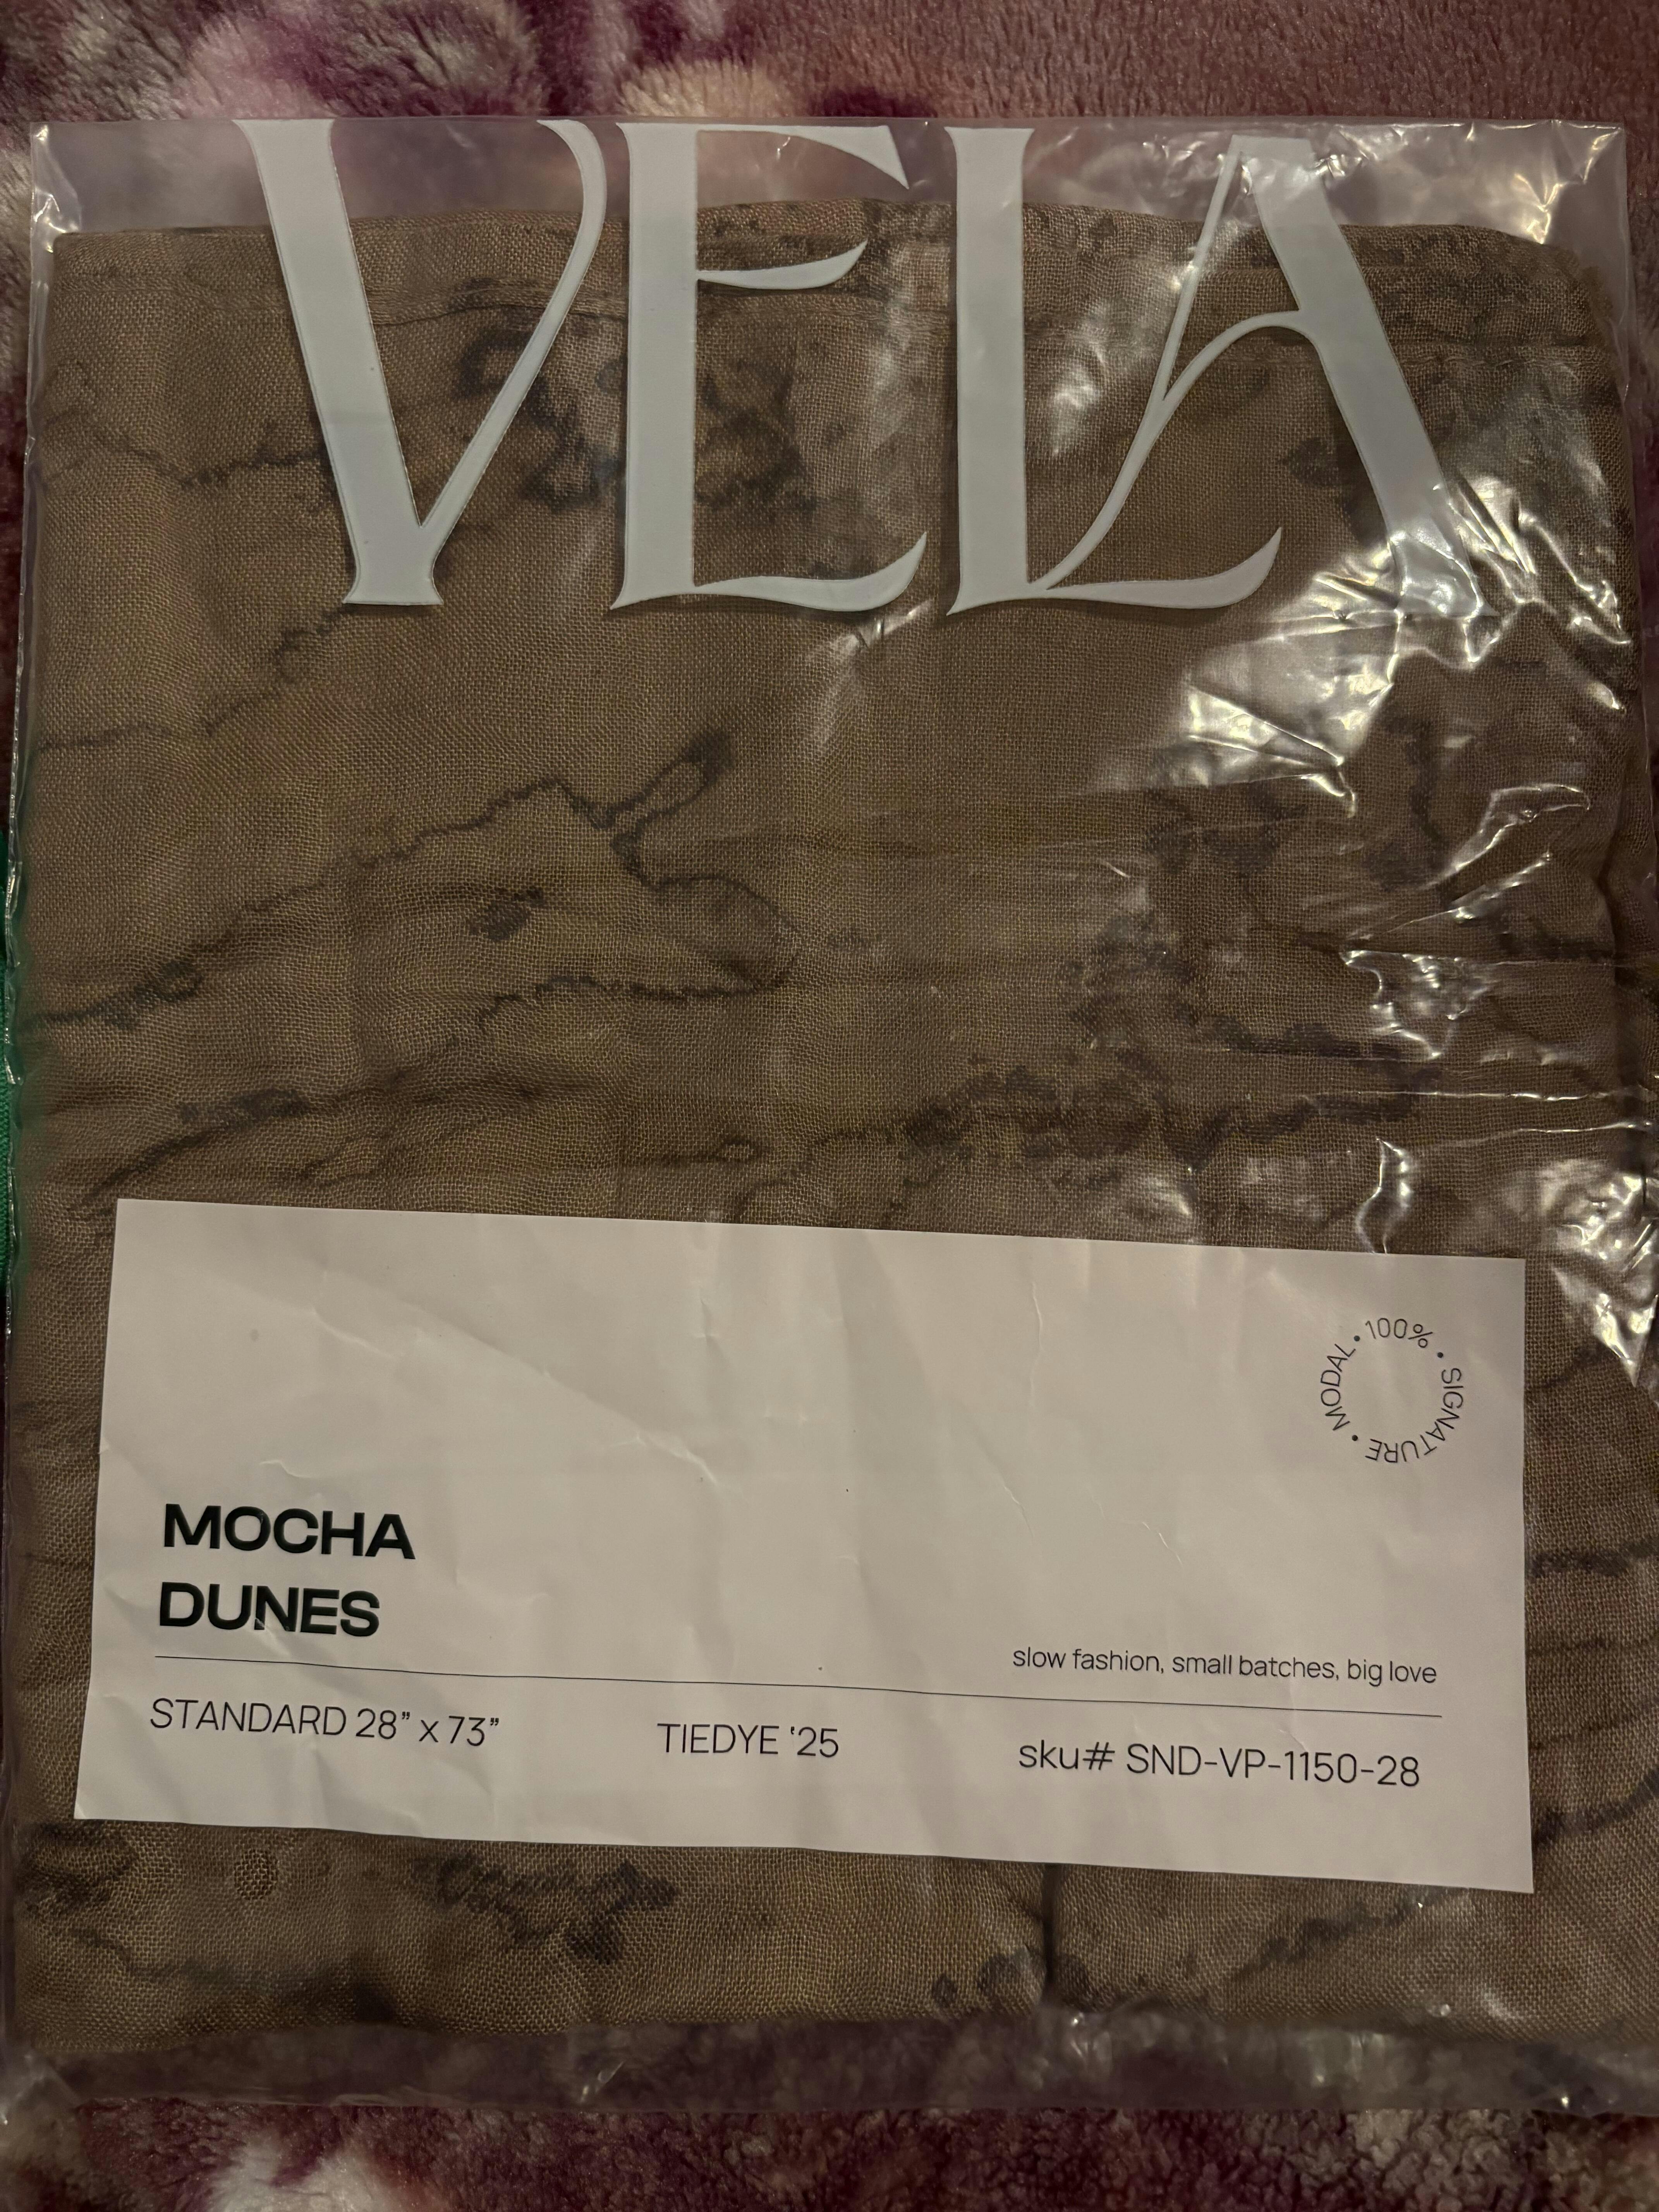 VELA
100% • SIGNATURE • MODAL •
MOCHA
DUNES
slow fashion, small batches, big love
STANDARD 28” x 73”
TIEDYE ‘25
sku# SND-VP-1150-28